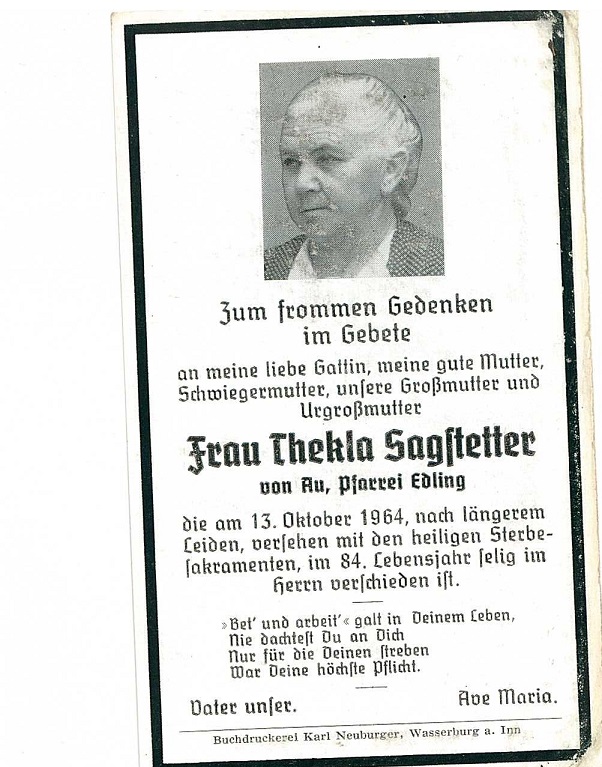 Zum frommen Gedenken
im Gebete
an meine liebe Gattin, meine gute Mutter,
Schwiegermutter, unsere Großmutter und
Urgroßmutter
Frau Thekla Sagstetter
von Au, Pfarrei Edling
die am 13. Oktober 1964, nach längerem
Leiden, versehen mit den heiligen Sterbe-
sakramenten, im 84. Lebensjahr selig im
Herrn verschieden ist.
»Bet' und arbeit'« galt in Deinem Leben,
Nie dachtest Du an Dich
Nur für die Deinen streben
War Deine höchste Pflicht.
Vater unser. Ave Maria.
Buchdruckerei Karl Neuburger, Wasserburg a. Inn